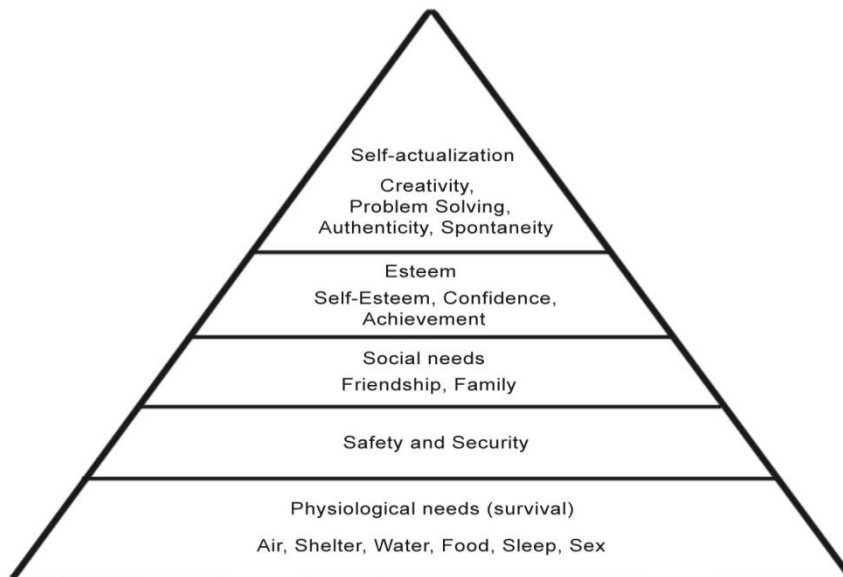 Self-actualization
Creativity,
Problem Solving,
Authenticity, Spontaneity
Esteem
Self-Esteem, Confidence,
Achievement
Social needs
Friendship, Family
Safety and Security
Physiological needs (survival)
Air, Shelter, Water, Food, Sleep, Sex